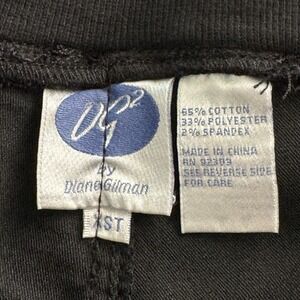 DG2
by
Diane Gilman
XST
65% COTTON
33% POLYESTER
2% SPANDEX
MADE IN CHINA
RN 92309
SEE REVERSE SIDE
FOR CARE